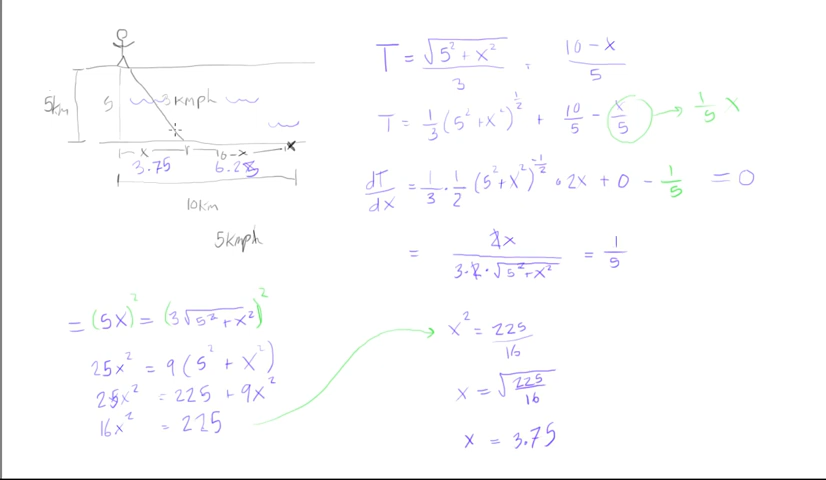 5km
5
3 kmph
x
10-x
x
3.75
6.25
10km
5kmph
T = √(5² + x²)/3 + (10-x)/5
T = 1/3 (5² + x²)^(1/2) + 10/5 - x/5 → 1/5 x
dT/dx = 1/3 · 1/2 (5² + x²)^(-1/2) · 2x + 0 - 1/5 = 0
= 2x/(3·2·√(5² + x²)) = 1/5
= (5x)² = (3√(5² + x²))²
25x² = 9(5² + x²)
25x² = 225 + 9x²
16x² = 225
x² = 225/16
x = √(225/16)
x = 3.75